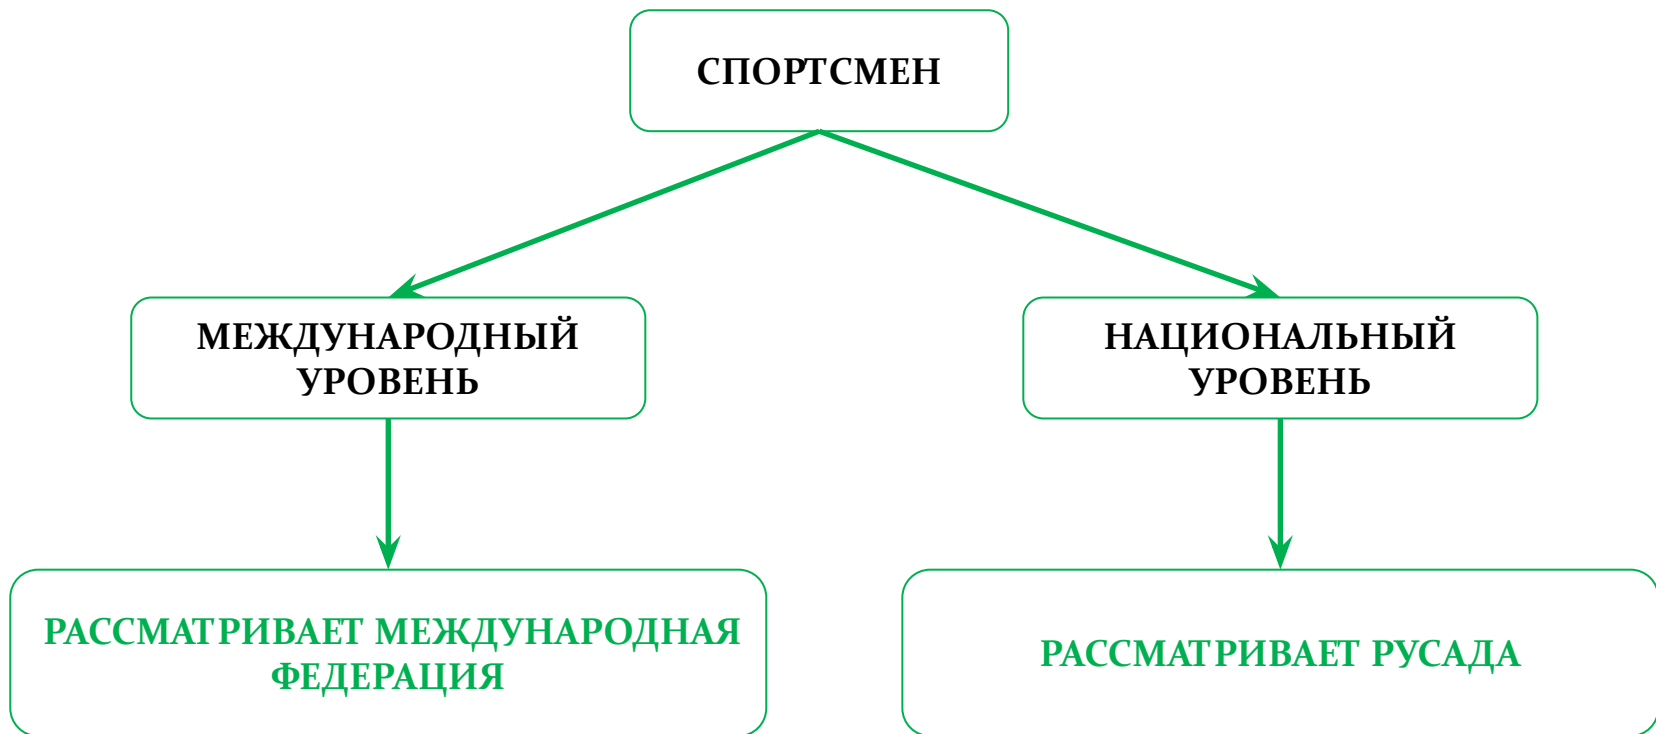 СПОРТСМЕН
МЕЖДУНАРОДНЫЙ
УРОВЕНЬ
НАЦИОНАЛЬНЫЙ
УРОВЕНЬ
РАССМАТРИВАЕТ МЕЖДУНАРОДНАЯ
ФЕДЕРАЦИЯ
РАССМАТРИВАЕТ РУСАДА